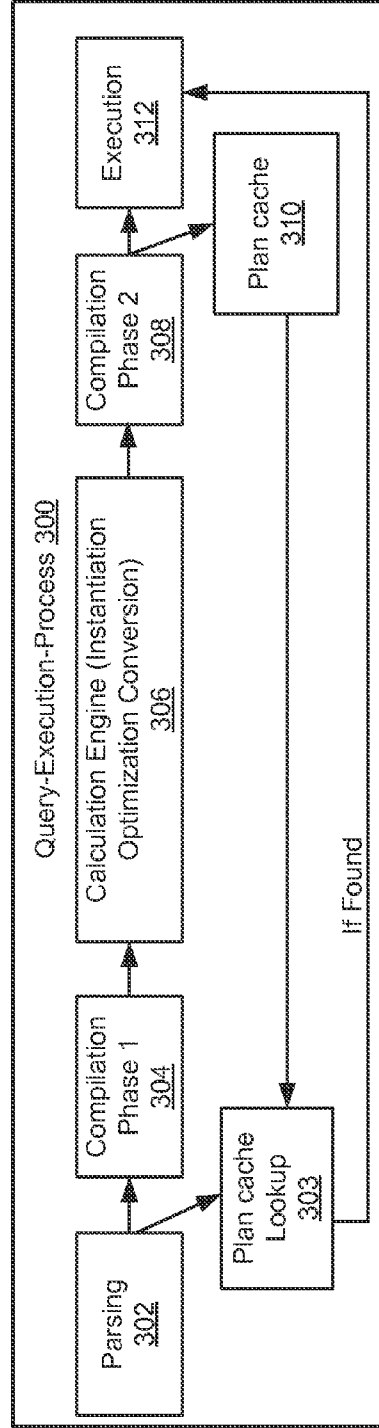 Query-Execution-Process 300
Parsing
302
Compilation
Phase 1
304
Calculation Engine (Instantiation
Optimization Conversion)
306
Compilation
Phase 2
308
Execution
312
Plan cache
Lookup
303
Plan cache
310
If Found